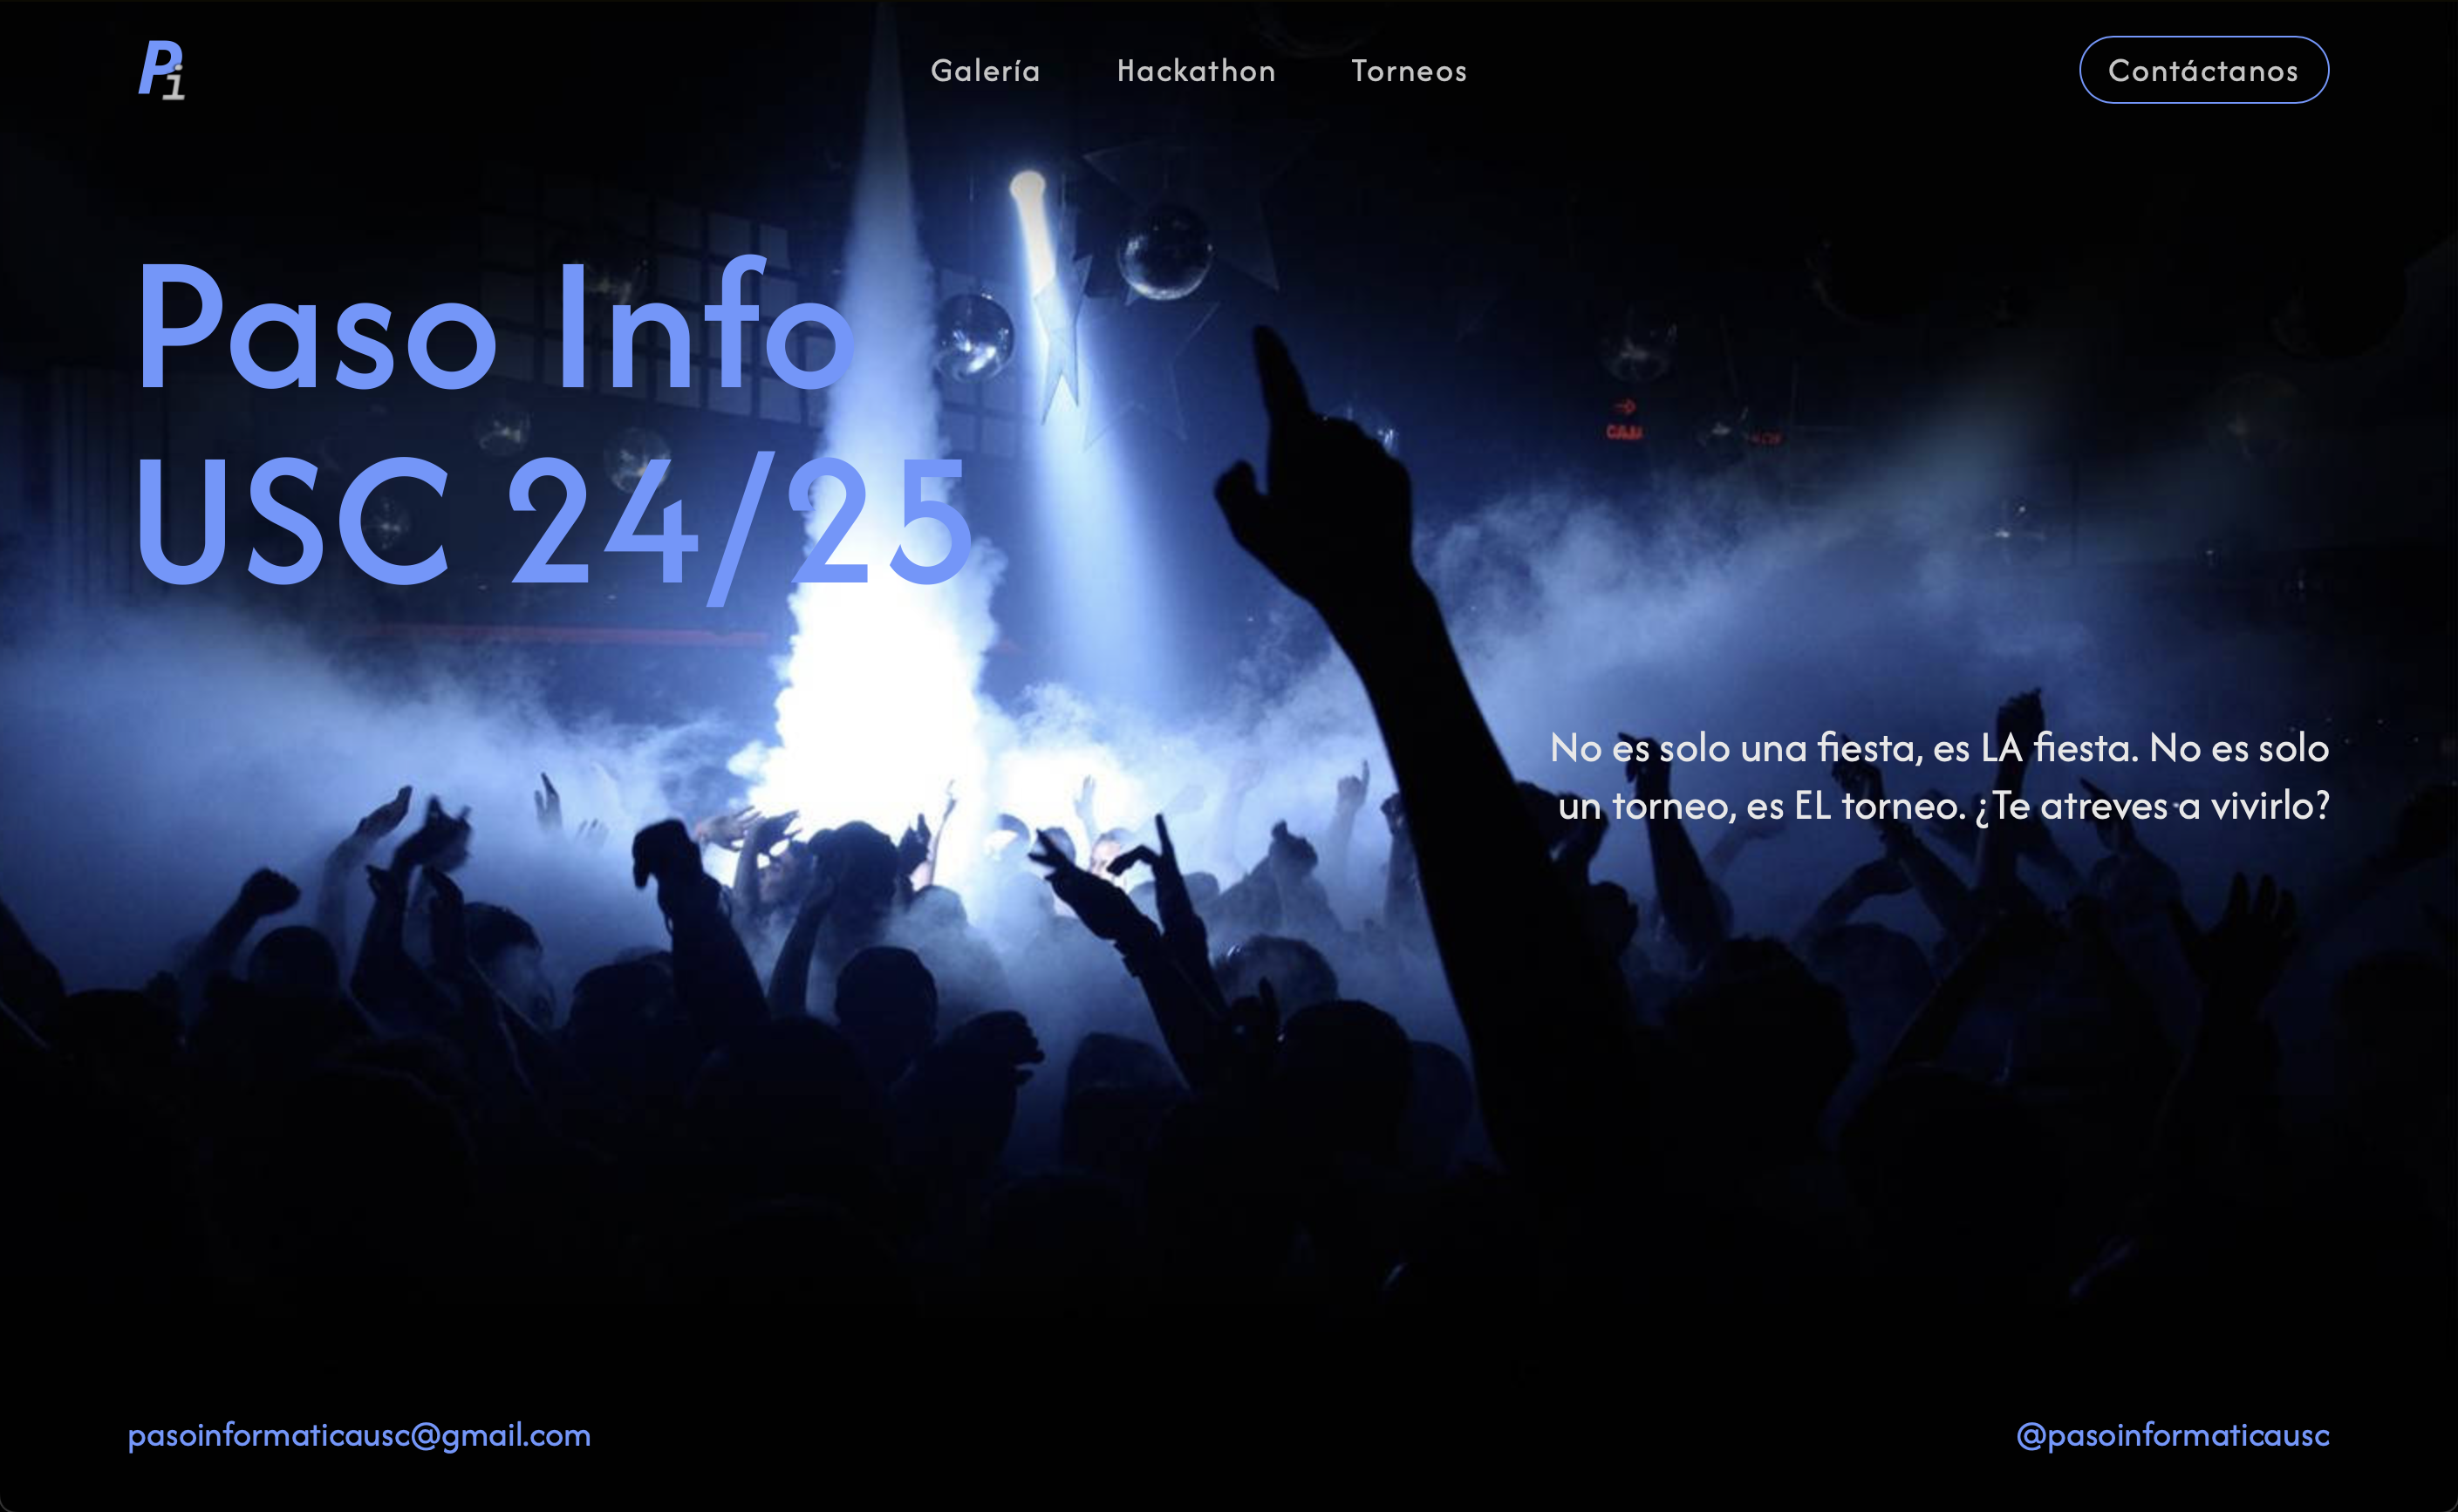 Pi
Galería
Hackathon
Torneos
Contáctanos
Paso Info
USC 24/25
CAJA
No es solo una fiesta, es LA fiesta. No es solo
un torneo, es EL torneo. ¿Te atreves a vivirlo?
pasoinformaticausc@gmail.com
@pasoinformaticausc